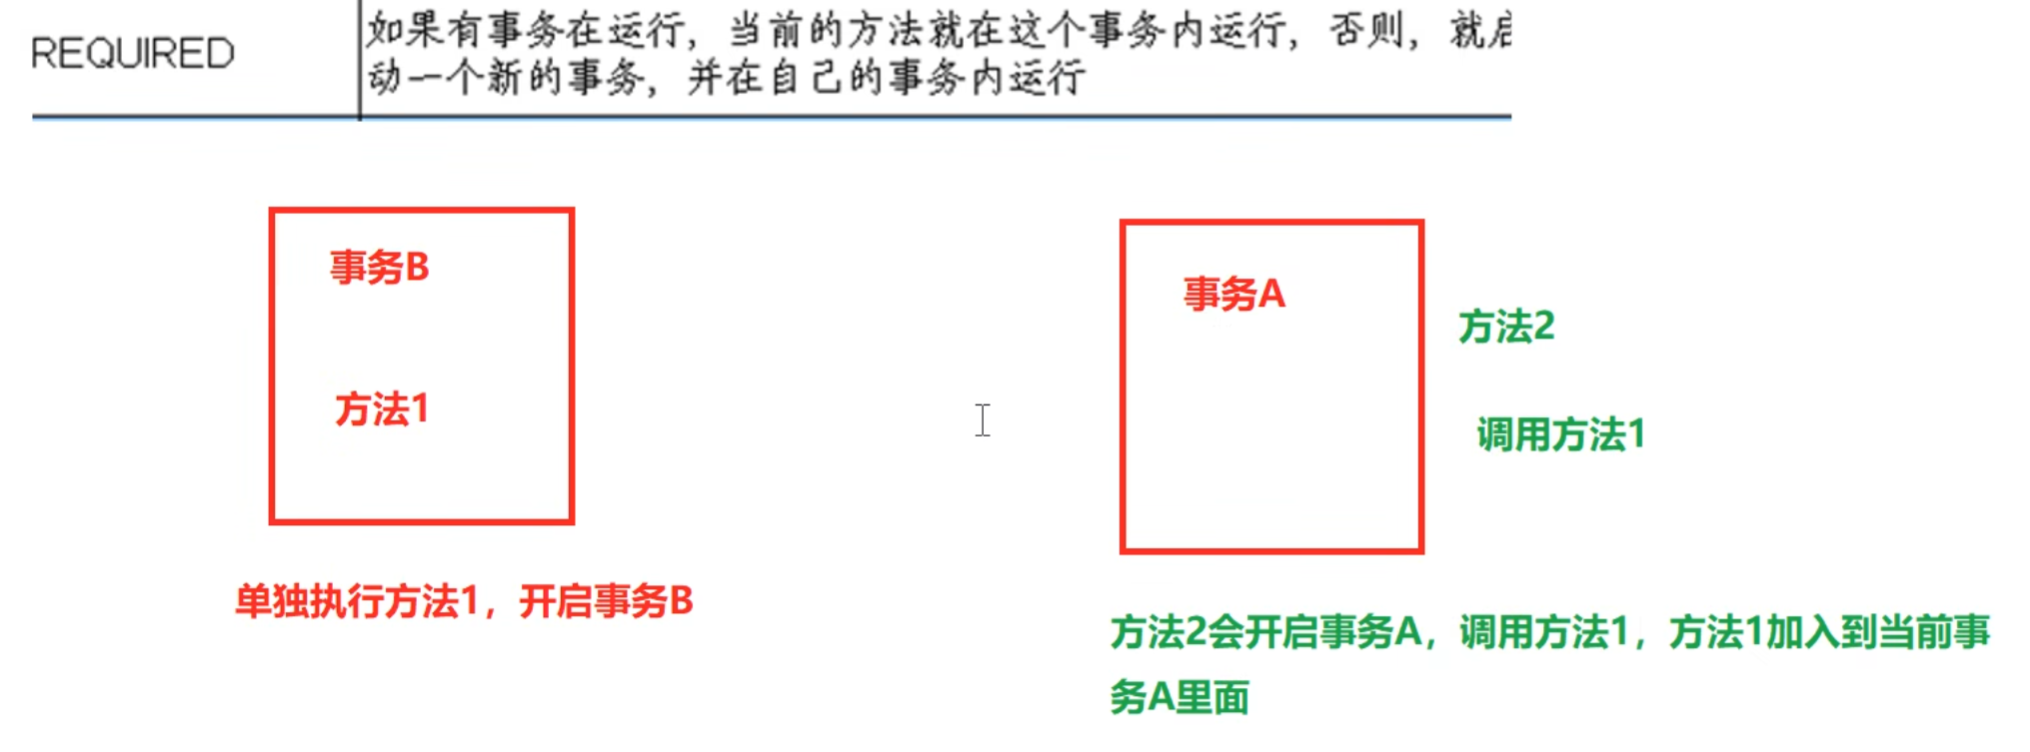 REQUIRED
如果有事务在运行，当前的方法就在这个事务内运行，否则，就启
动一个新的事务，并在自己的事务内运行
事务B
方法1
单独执行方法1，开启事务B
事务A
方法2
调用方法1
方法2会开启事务A，调用方法1，方法1加入到当前事
务A里面